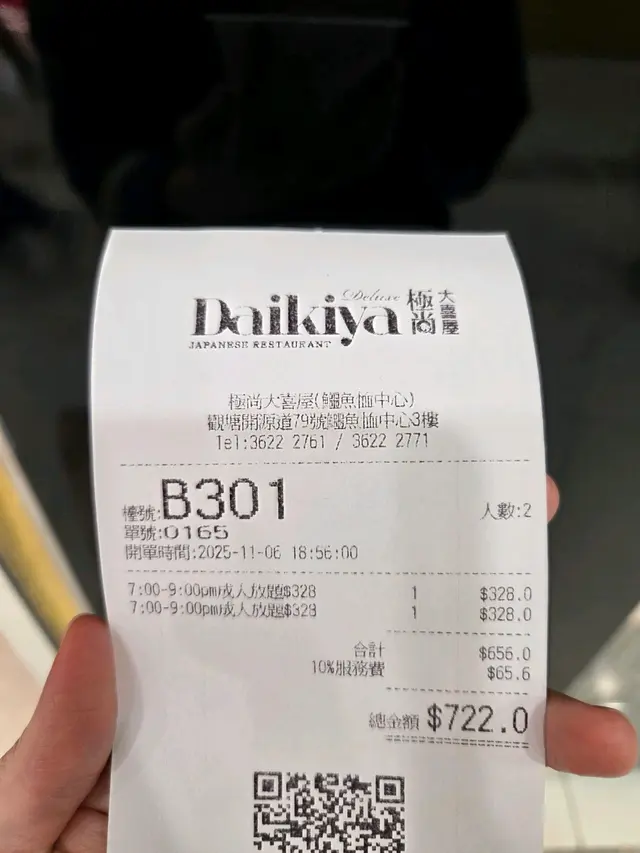 Deluxe
Daikiya 極尚 大喜屋
JAPANESE RESTAURANT
極尚大喜屋(鱷魚恤中心)
觀塘開源道79號鱷魚恤中心3樓
Tel:3622 2761 / 3622 2771
檯號:B301 人數:2
單號:0165
開單時間:2025-11-06 18:56:00
7:00-9:00pm成人放題$328 1 $328.0
7:00-9:00pm成人放題$328 1 $328.0
合計 $656.0
10%服務費 $65.6
總金額 $722.0